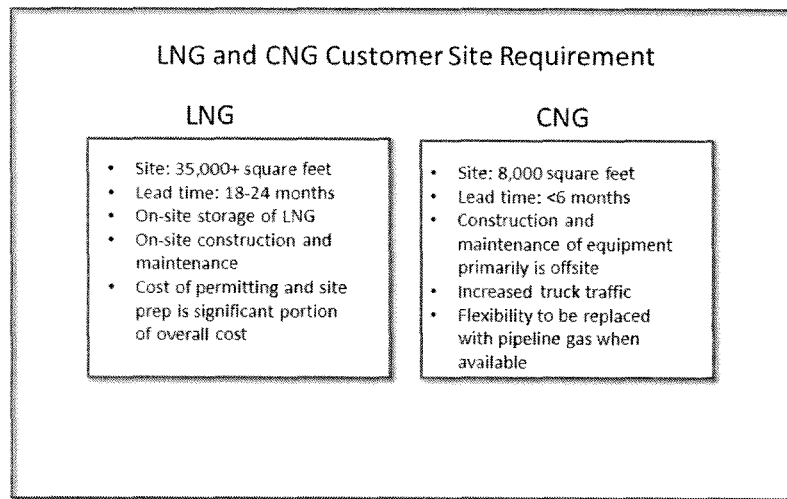 LNG and CNG Customer Site Requirement
LNG
• Site: 35,000+ square feet
• Lead time: 18-24 months
• On-site storage of LNG
• On-site construction and
maintenance
• Cost of permitting and site
prep is significant portion
of overall cost
CNG
• Site: 8,000 square feet
• Lead time: <6 months
• Construction and
maintenance of equipment
primarily is offsite
• Increased truck traffic
• Flexibility to be replaced
with pipeline gas when
available